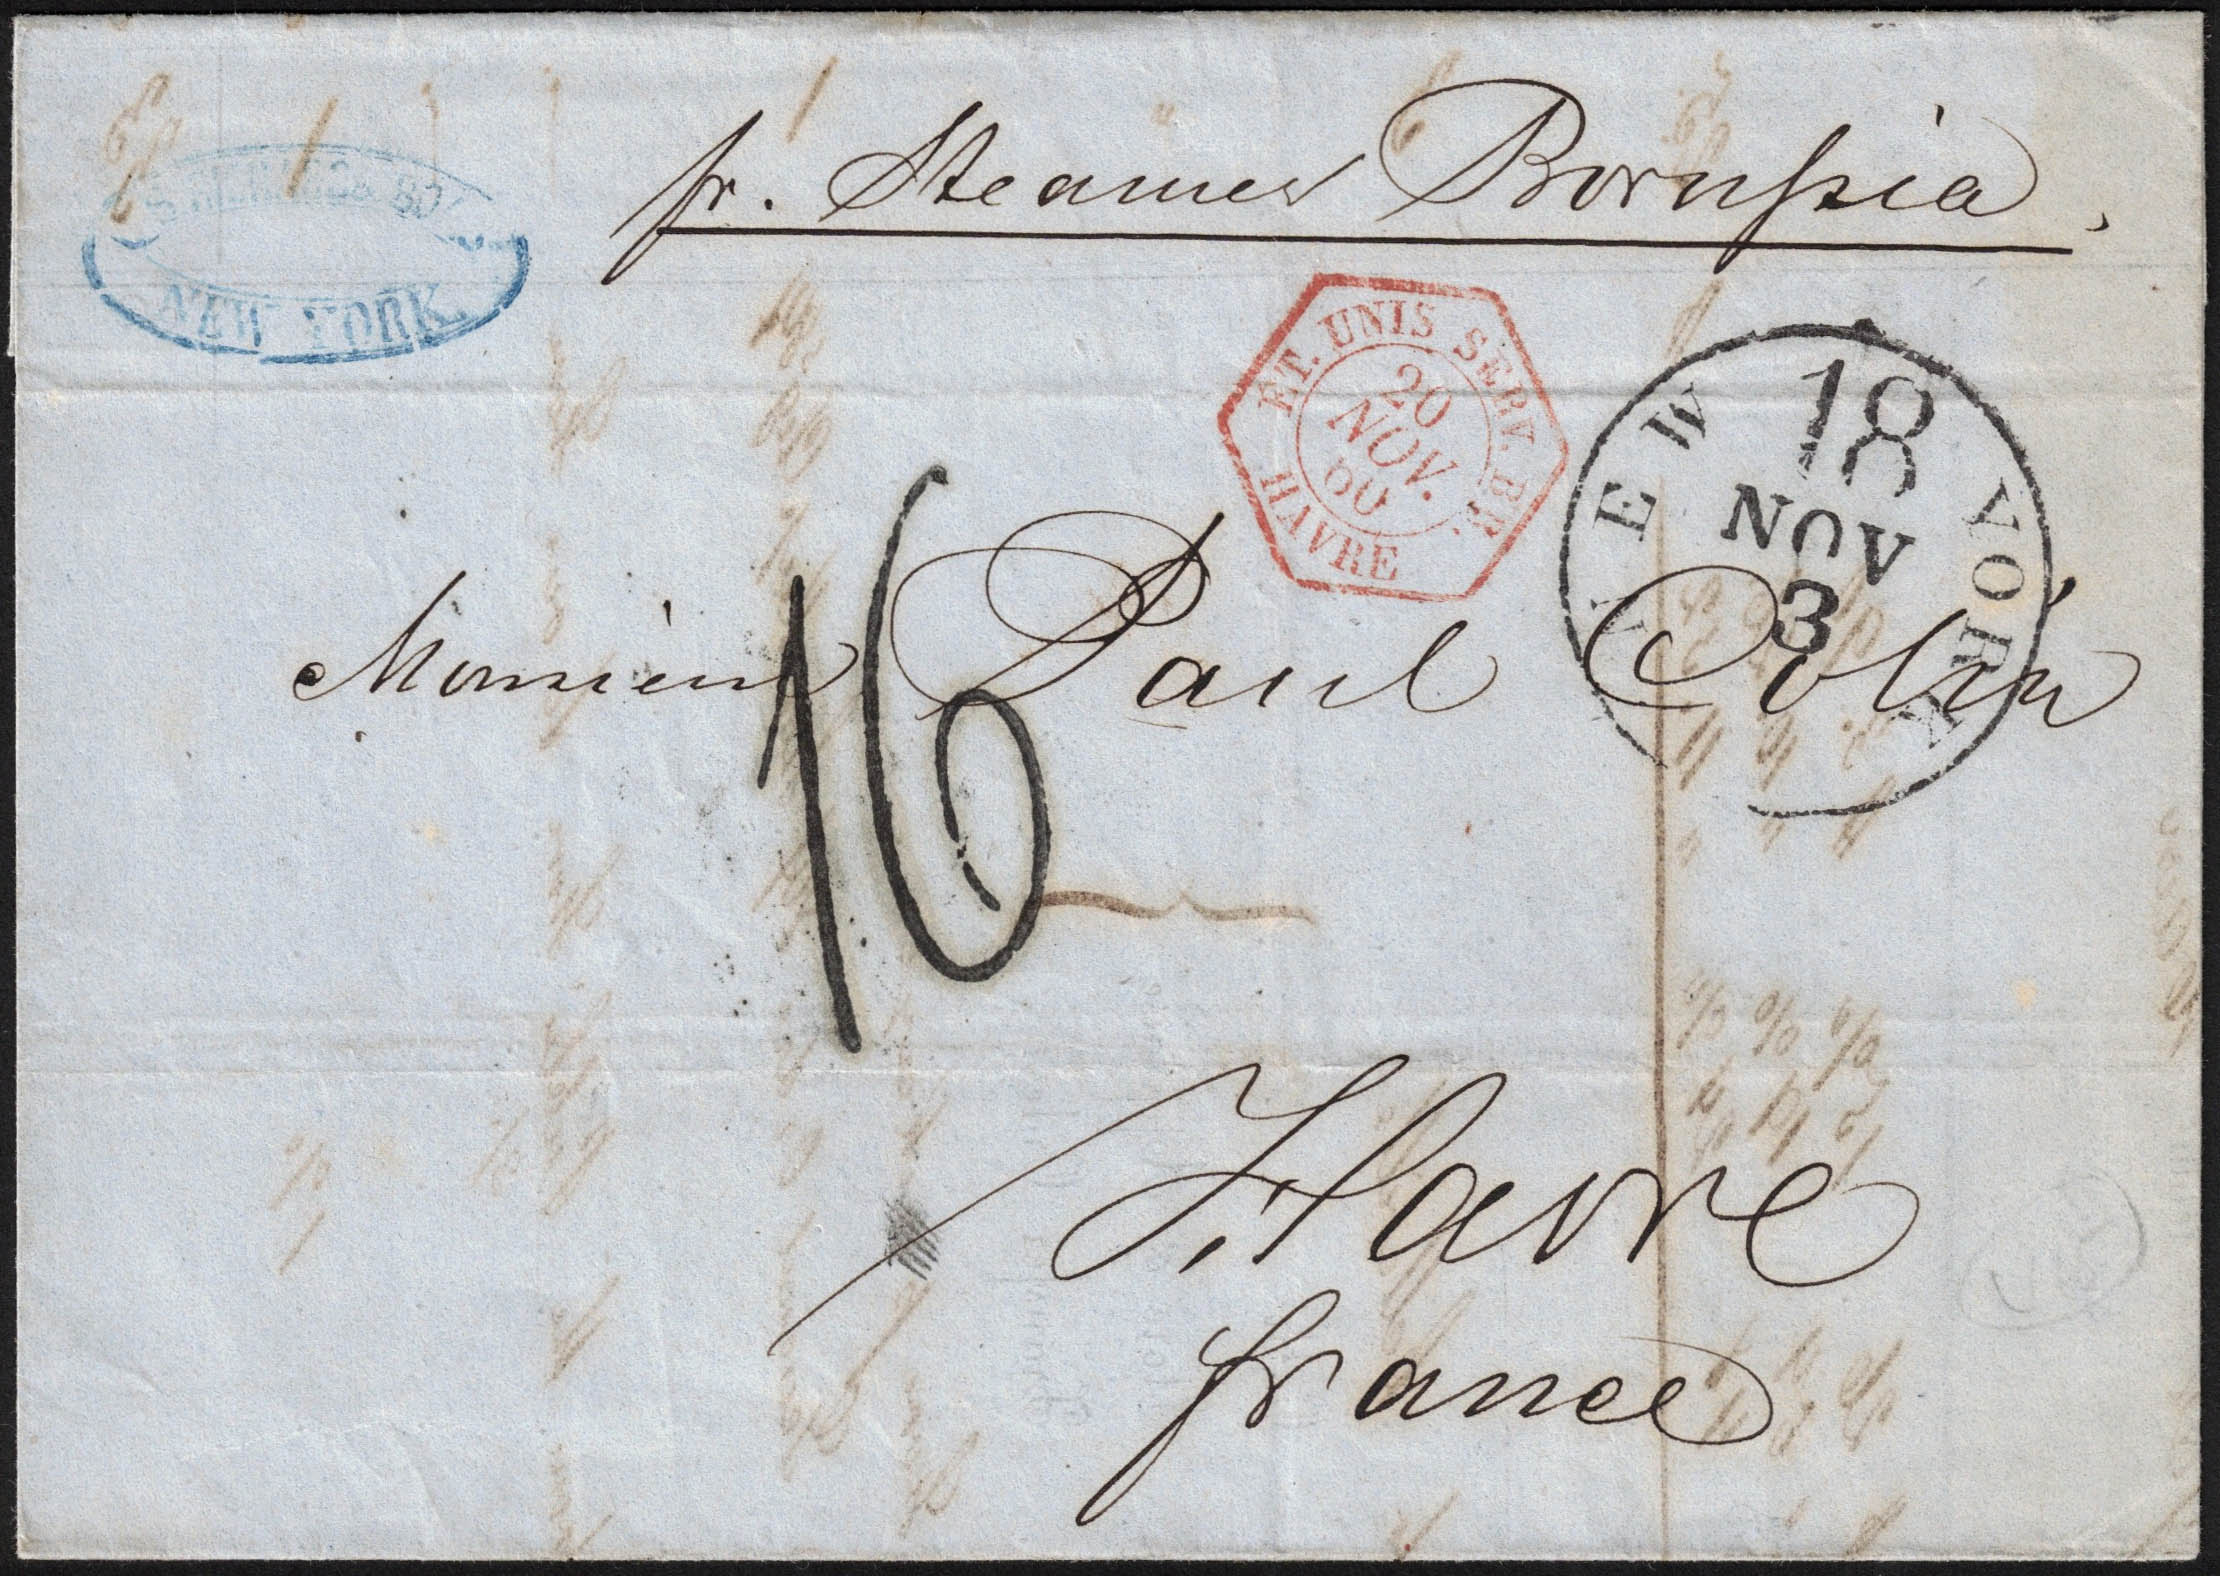 pr. Steamer Borussia.
NEW YORK.
ET. UNIS SERV. BR.
20
NOV.
60
HAVRE
NEW YORK
18
NOV
3
Monsieur Paul Colin
16
Havre
france